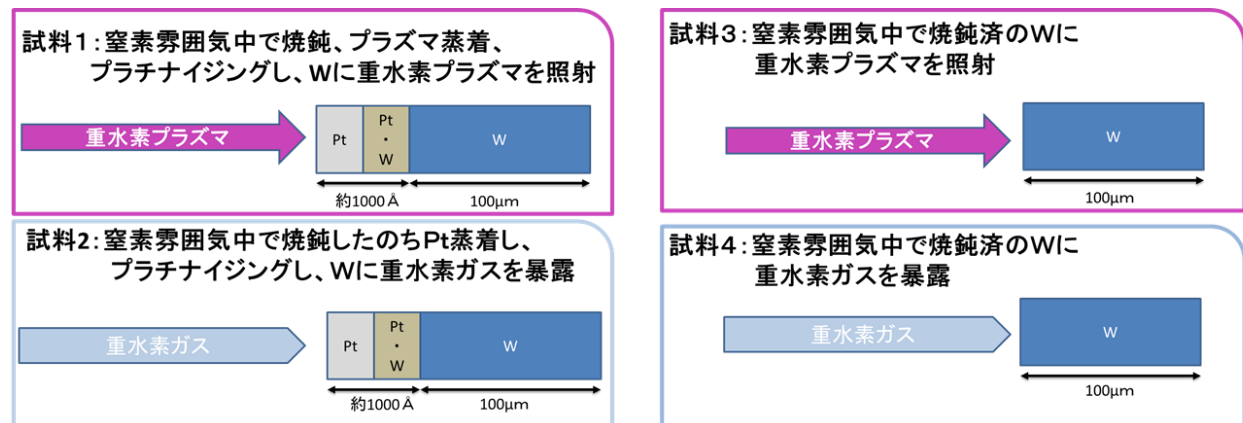 試料1:窒素雰囲気中で焼鈍、プラズマ蒸着、
プラチナイジングし、Wに重水素プラズマを照射
重水素プラズマ
Pt
Pt
・
W
W
約1000Å
100μm
試料2:窒素雰囲気中で焼鈍したのちPt蒸着し、
プラチナイジングし、Wに重水素ガスを暴露
重水素ガス
Pt
Pt
・
W
W
約1000Å
100μm
試料3:窒素雰囲気中で焼鈍済のWに
重水素プラズマを照射
重水素プラズマ
W
100μm
試料4:窒素雰囲気中で焼鈍済のWに
重水素ガスを暴露
重水素ガス
W
100μm